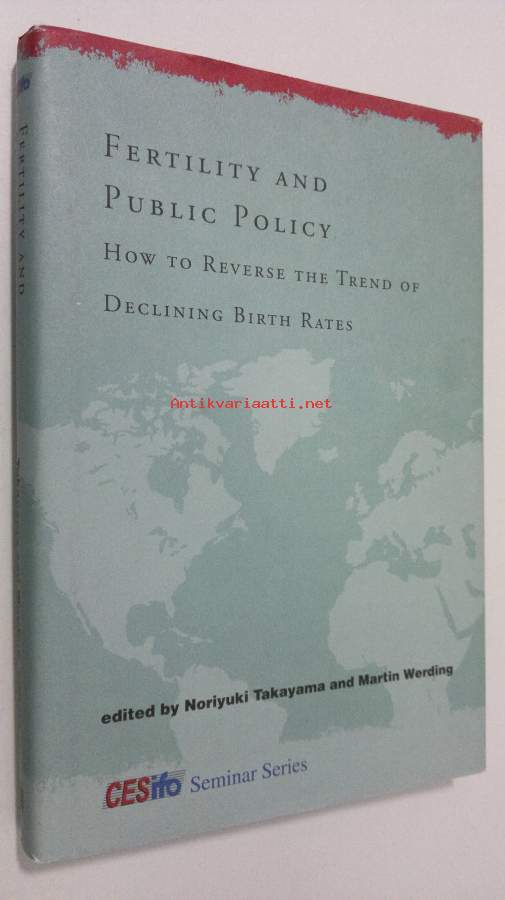 CESifo
FERTILITY AND
FERTILITY AND
PUBLIC POLICY
HOW TO REVERSE THE TREND OF
DECLINING BIRTH RATES
Antikvariaatti.net
edited by Noriyuki Takayama and Martin Werding
CESifo Seminar Series